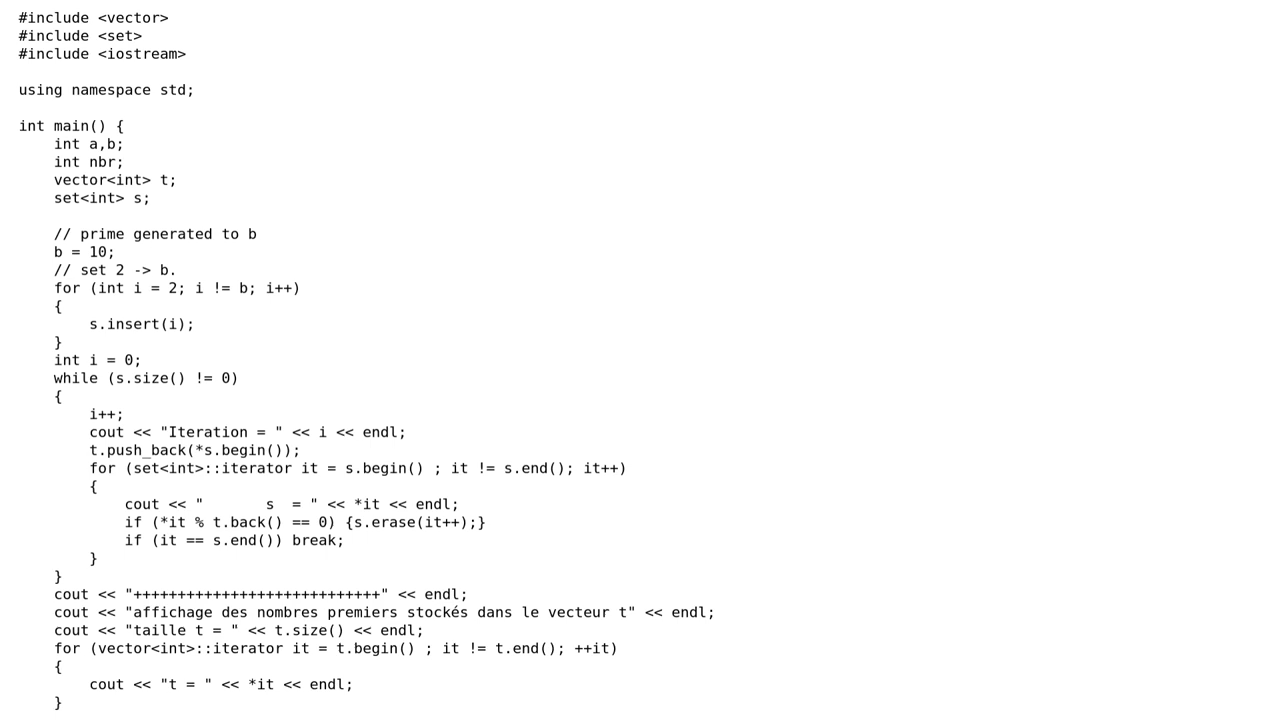 #include <vector>
#include <set>
#include <iostream>

using namespace std;

int main() {
    int a,b;
    int nbr;
    vector<int> t;
    set<int> s;

    // prime generated to b
    b = 10;
    // set 2 -> b.
    for (int i = 2; i != b; i++)
    {
        s.insert(i);
    }
    int i = 0;
    while (s.size() != 0)
    {
        i++;
        cout << "Iteration = " << i << endl;
        t.push_back(*s.begin());
        for (set<int>::iterator it = s.begin() ; it != s.end(); it++)
        {
            cout << "       s  = " << *it << endl;
            if (*it % t.back() == 0) {s.erase(it++);}
            if (it == s.end()) break;
        }
    }
    cout << "++++++++++++++++++++++++++++" << endl;
    cout << "affichage des nombres premiers stockés dans le vecteur t" << endl;
    cout << "taille t = " << t.size() << endl;
    for (vector<int>::iterator it = t.begin() ; it != t.end(); ++it)
    {
        cout << "t = " << *it << endl;
    }